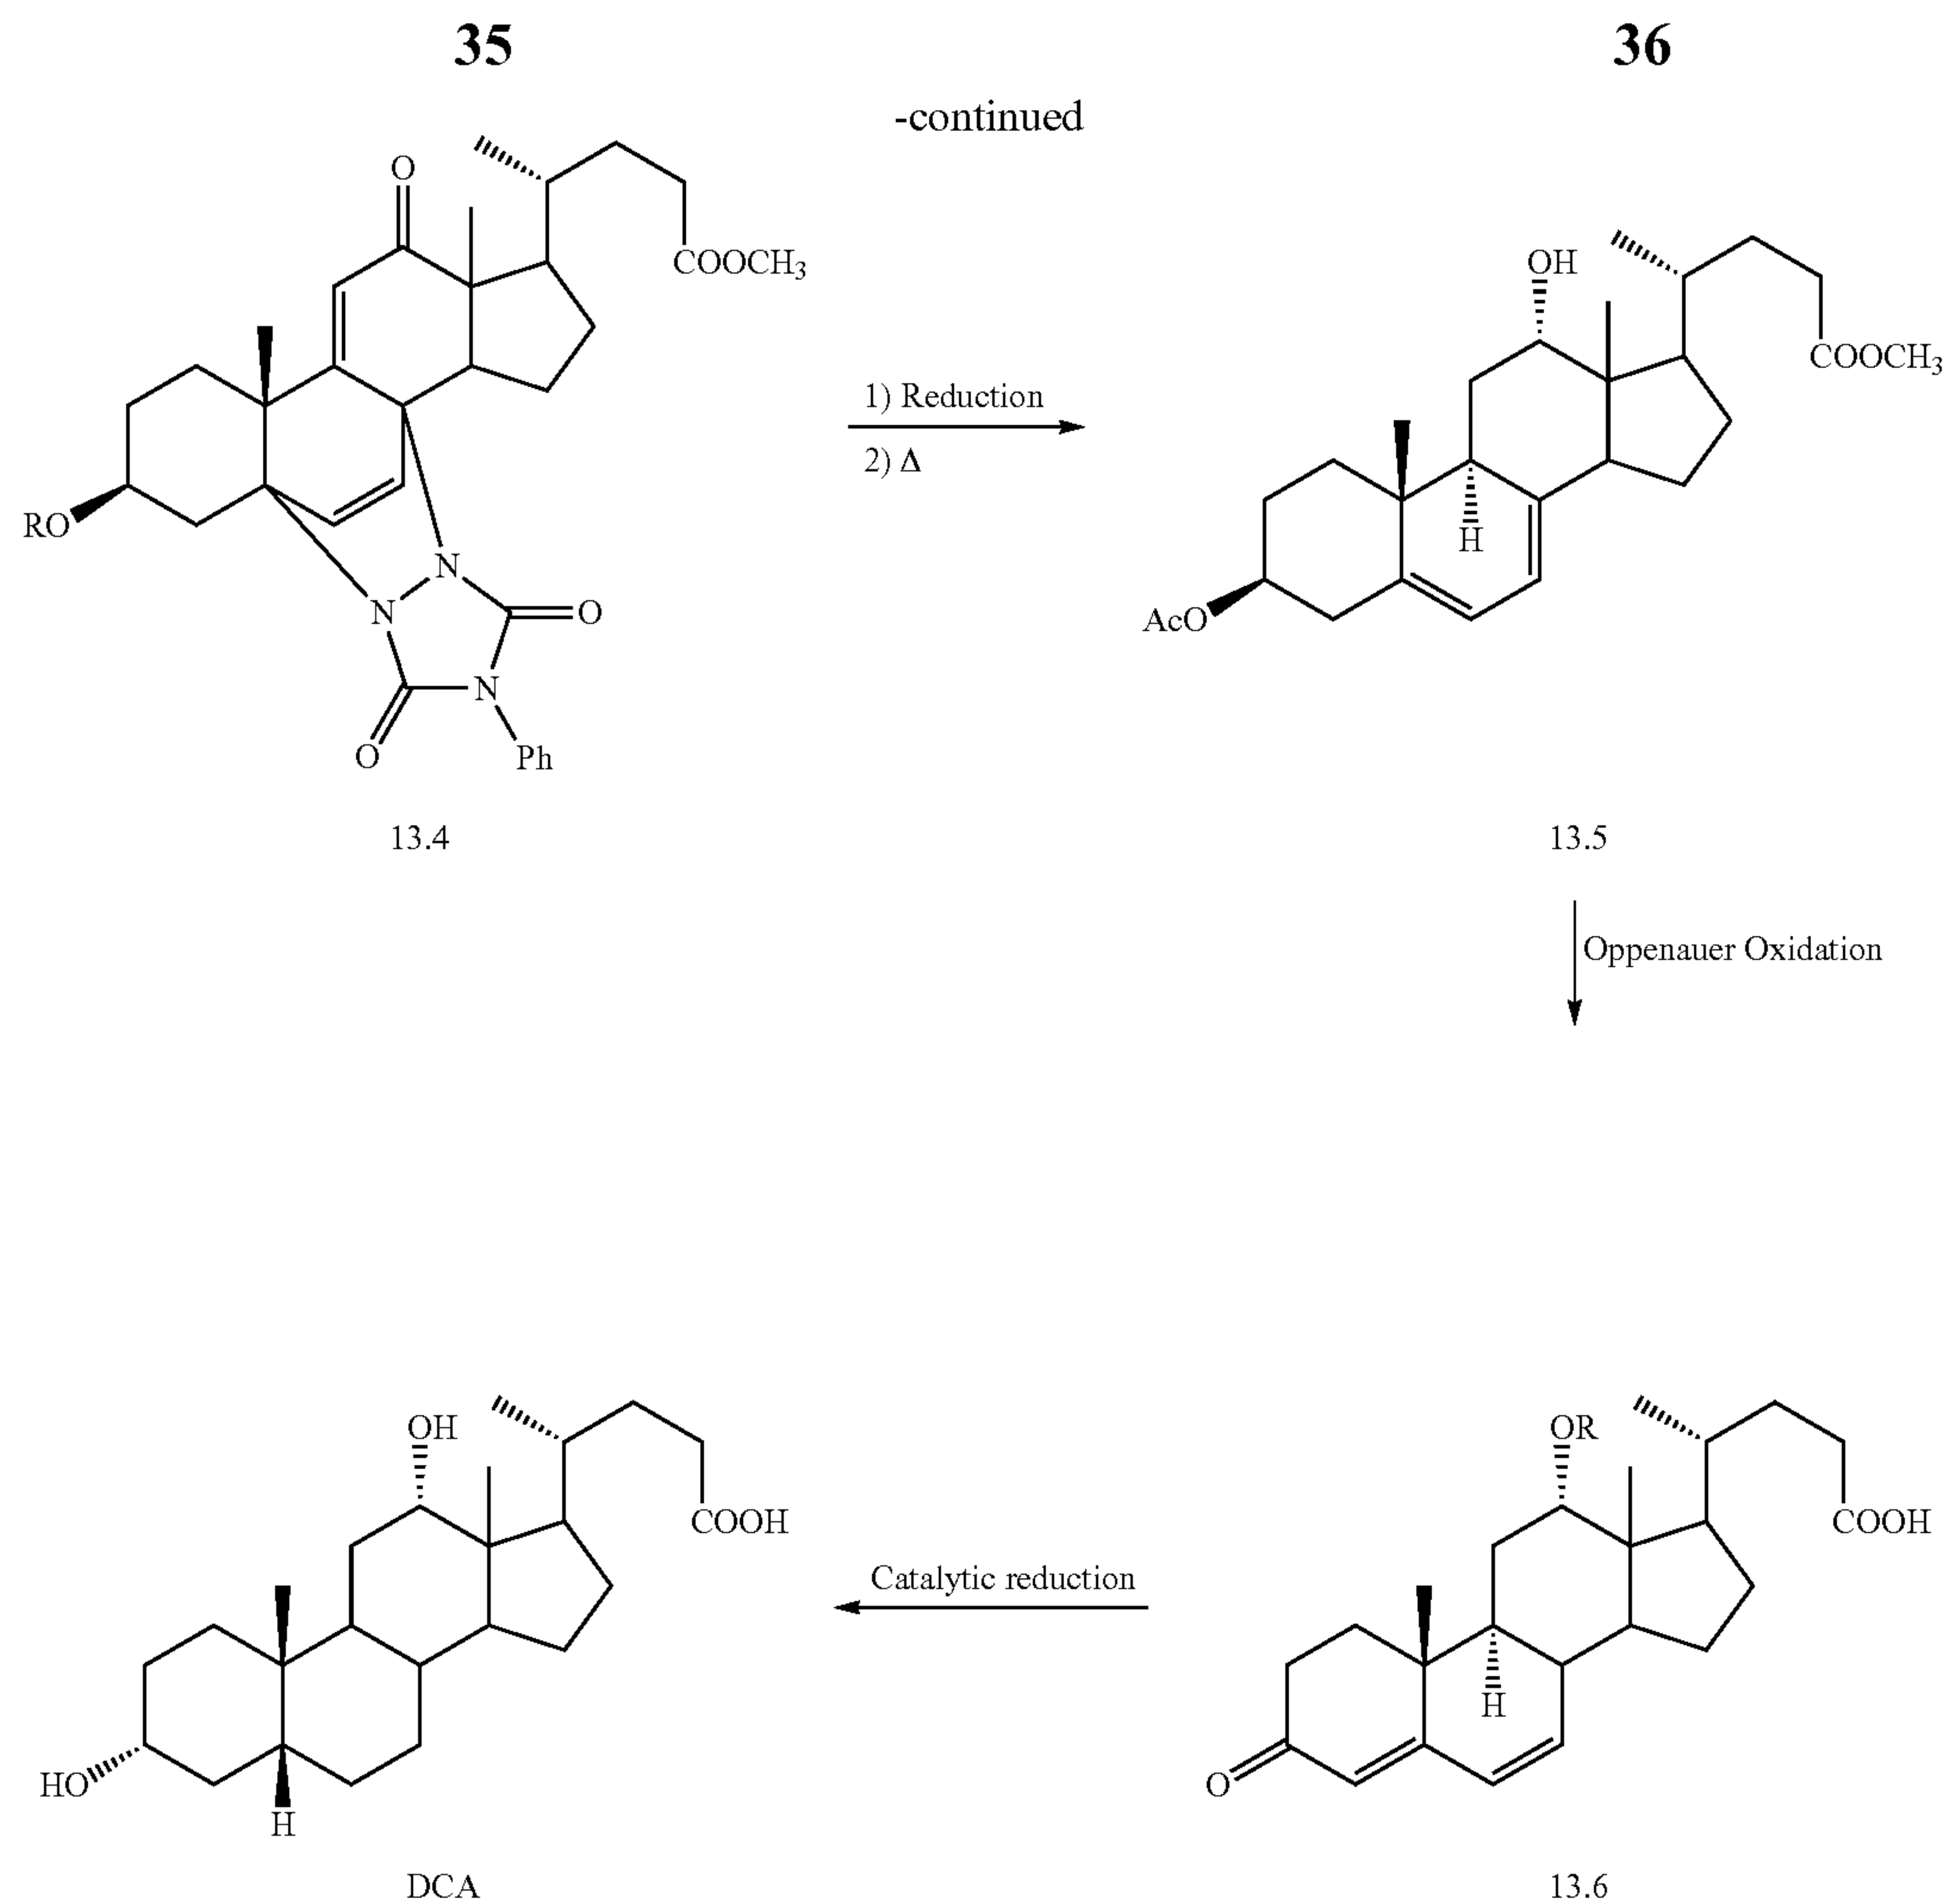 35
36
-continued
O
COOCH3
RO
N
N
O
N
O
Ph
13.4
1) Reduction
2) Δ
OH
COOCH3
H
AcO
13.5
Oppenauer Oxidation
OH
COOH
HO
H
DCA
Catalytic reduction
OR
COOH
H
O
13.6